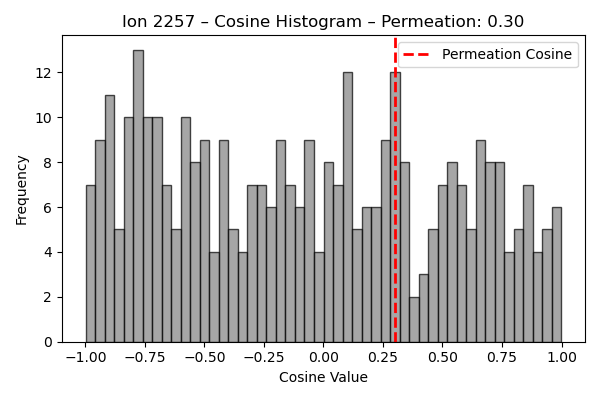 Ion 2257 – Cosine Histogram – Permeation: 0.30
Permeation Cosine
Frequency
12
10
8
6
4
2
0
−1.00 −0.75 −0.50 −0.25 0.00 0.25 0.50 0.75 1.00
Cosine Value